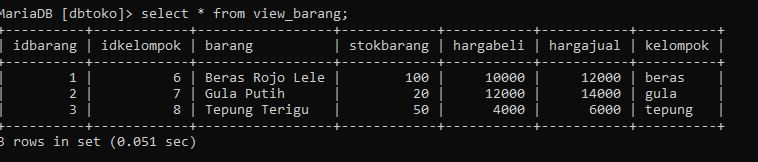 MariaDB [dbtoko]> select * from view_barang;
+----------+------------+-----------------+------------+-----------+-----------+----------+
| idbarang | idkelompok | barang          | stokbarang | hargabeli | hargajual | kelompok |
+----------+------------+-----------------+------------+-----------+-----------+----------+
|        1 |          6 | Beras Rojo Lele |        100 |     10000 |     12000 | beras    |
|        2 |          7 | Gula Putih      |         20 |     12000 |     14000 | gula     |
|        3 |          8 | Tepung Terigu   |         50 |      4000 |      6000 | tepung   |
+----------+------------+-----------------+------------+-----------+-----------+----------+
3 rows in set (0.051 sec)